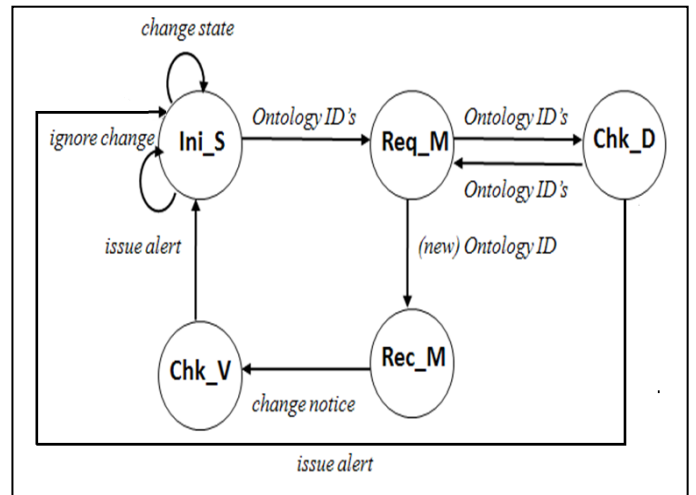 change state
Ontology ID's
Ontology ID's
ignore change
Ini_S
Req_M
Chk_D
Ontology ID's
issue alert
(new) Ontology ID
Chk_V
Rec_M
change notice
issue alert